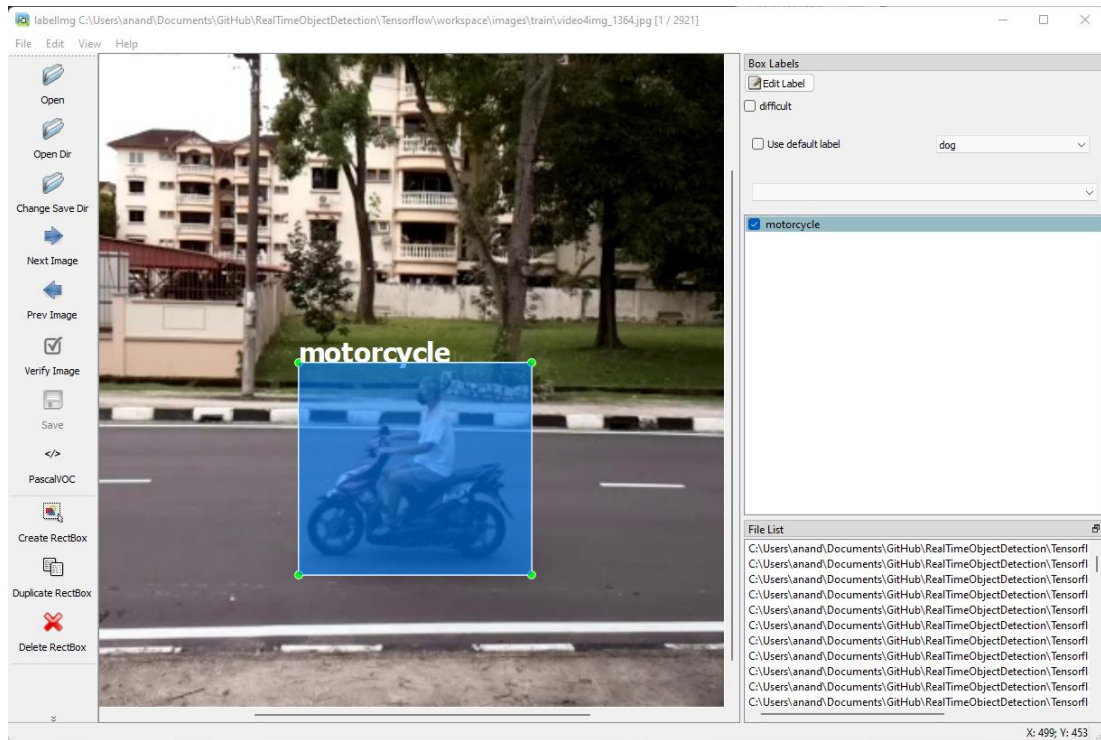 labelImg C:\Users\anand\Documents\GitHub\RealTimeObjectDetection\Tensorflow\workspace\images\train\video4img_1364.jpg [1 / 2921]
File Edit View Help
Open
Open Dir
Change Save Dir
Next Image
Prev Image
Verify Image
Save
</>
PascalVOC
Create RectBox
Duplicate RectBox
Delete RectBox
motorcycle
Box Labels
Edit Label
difficult
Use default label dog
motorcycle
File List
C:\Users\anand\Documents\GitHub\RealTimeObjectDetection\Tensorfl
C:\Users\anand\Documents\GitHub\RealTimeObjectDetection\Tensorfl
C:\Users\anand\Documents\GitHub\RealTimeObjectDetection\Tensorfl
C:\Users\anand\Documents\GitHub\RealTimeObjectDetection\Tensorfl
C:\Users\anand\Documents\GitHub\RealTimeObjectDetection\Tensorfl
C:\Users\anand\Documents\GitHub\RealTimeObjectDetection\Tensorfl
C:\Users\anand\Documents\GitHub\RealTimeObjectDetection\Tensorfl
C:\Users\anand\Documents\GitHub\RealTimeObjectDetection\Tensorfl
C:\Users\anand\Documents\GitHub\RealTimeObjectDetection\Tensorfl
C:\Users\anand\Documents\GitHub\RealTimeObjectDetection\Tensorfl
C:\Users\anand\Documents\GitHub\RealTimeObjectDetection\Tensorfl
X: 499; Y: 453